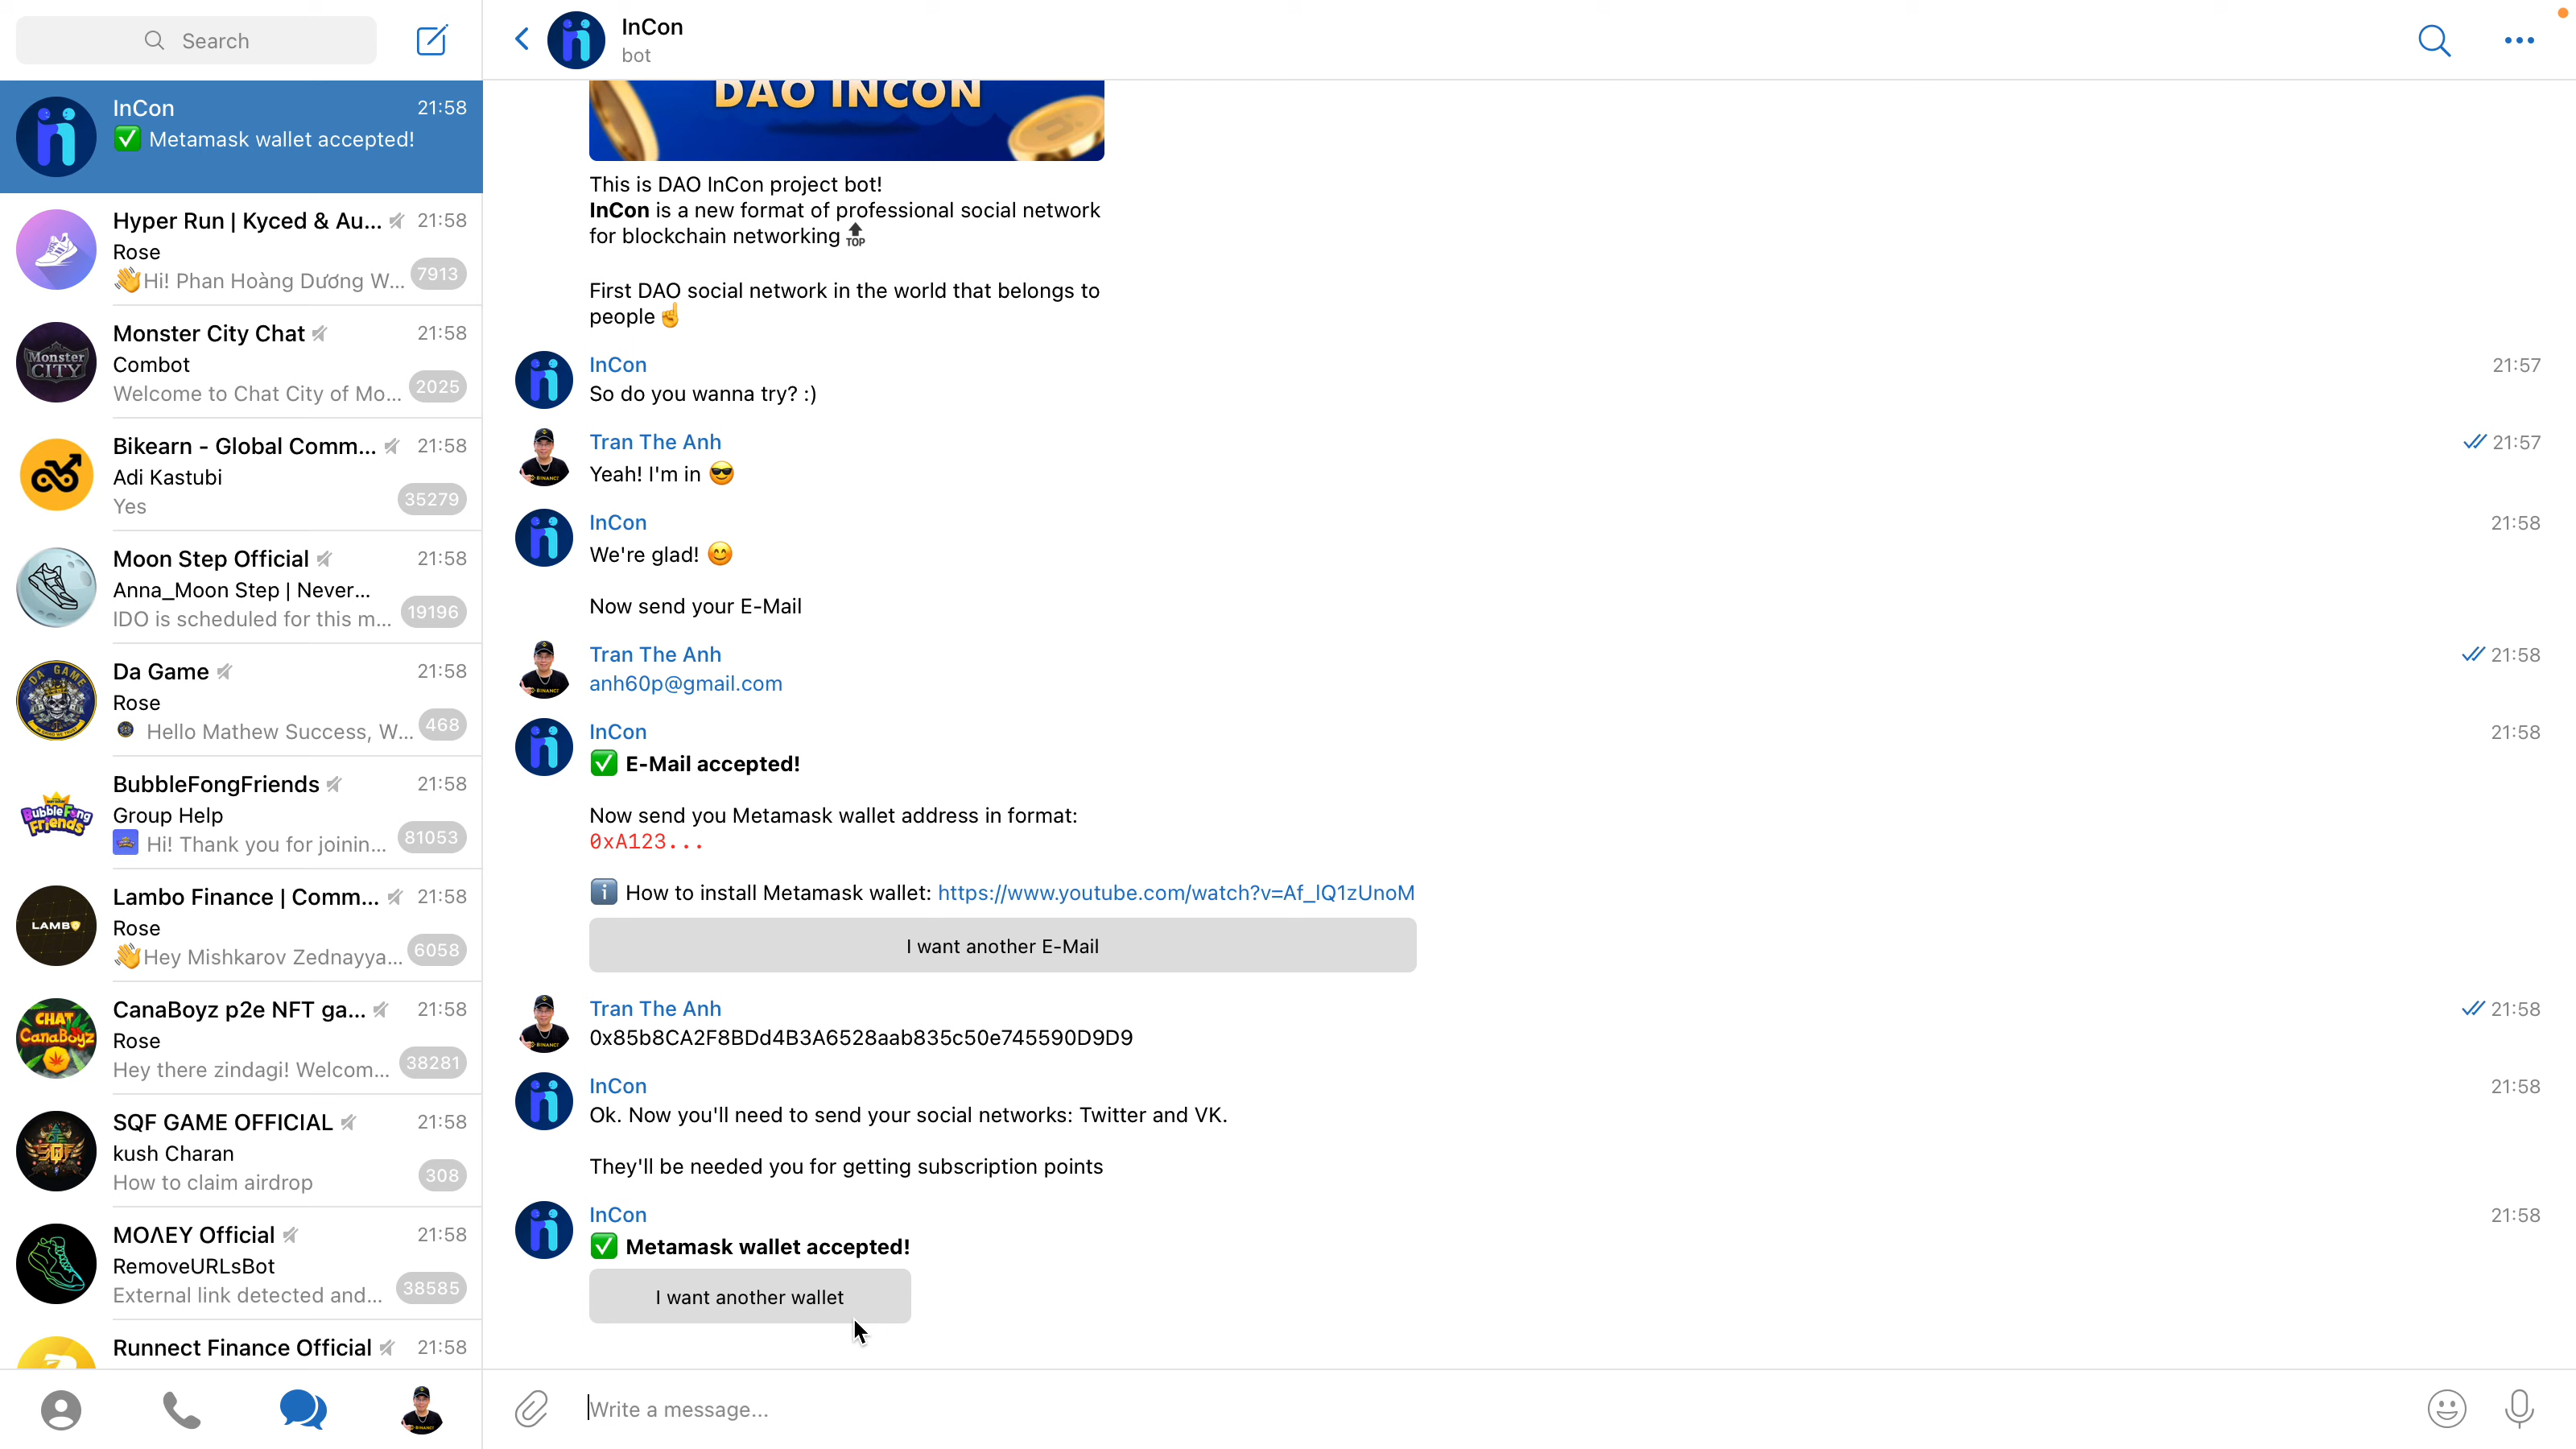 Search
InCon 21:58
✅ Metamask wallet accepted!
Hyper Run | Kyced & Au... 21:58
Rose
👋Hi! Phan Hoàng Dương W... 7913
Monster City Chat 21:58
Combot
Welcome to Chat City of Mo... 2025
Bikearn - Global Comm... 21:58
Adi Kastubi
Yes 35279
Moon Step Official 21:58
Anna_Moon Step | Never...
IDO is scheduled for this m... 19196
Da Game 21:58
Rose
Hello Mathew Success, W... 468
BubbleFongFriends 21:58
Group Help
Hi! Thank you for joinin... 81053
Lambo Finance | Comm... 21:58
Rose
👋Hey Mishkarov Zednayya... 6058
CanaBoyz p2e NFT ga... 21:58
Rose
Hey there zindagi! Welcom... 38281
SQF GAME OFFICIAL 21:58
kush Charan
How to claim airdrop 308
MOΛEY Official 21:58
RemoveURLsBot
External link detected and... 38585
Runnect Finance Official 21:58
Monster
CITY
DA GAME
BubbleFong
Friends
LAMBO
CHAT
CanaBoyz
SQF
InCon
bot
DAO INCON
This is DAO InCon project bot!
InCon is a new format of professional social network
for blockchain networking 🔝
First DAO social network in the world that belongs to
people☝
InCon 21:57
So do you wanna try? :)
Tran The Anh 21:57
Yeah! I'm in 😎
InCon 21:58
We're glad! 😊
Now send your E-Mail
Tran The Anh 21:58
anh60p@gmail.com
InCon 21:58
✅ E-Mail accepted!
Now send you Metamask wallet address in format:
0xA123...
ℹ How to install Metamask wallet: https://www.youtube.com/watch?v=Af_IQ1zUnoM
I want another E-Mail
Tran The Anh 21:58
0x85b8CA2F8BDd4B3A6528aab835c50e745590D9D9
InCon 21:58
Ok. Now you'll need to send your social networks: Twitter and VK.
They'll be needed you for getting subscription points
InCon 21:58
✅ Metamask wallet accepted!
I want another wallet
Write a message...